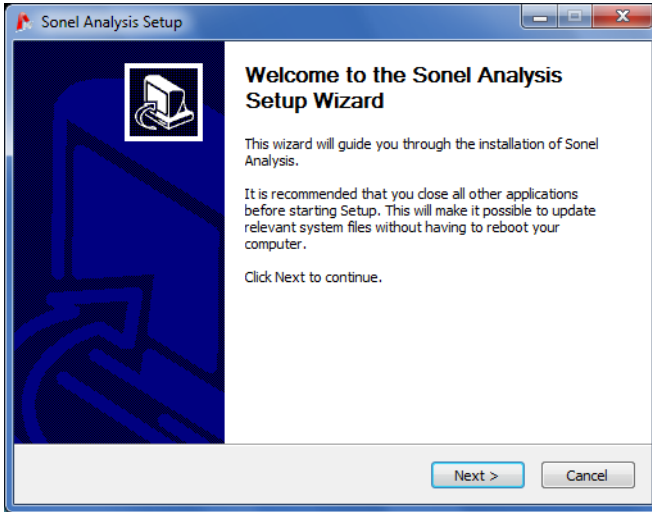 Sonel Analysis Setup
Welcome to the Sonel Analysis
Setup Wizard
This wizard will guide you through the installation of Sonel
Analysis.
It is recommended that you close all other applications
before starting Setup. This will make it possible to update
relevant system files without having to reboot your
computer.
Click Next to continue.
Next > Cancel